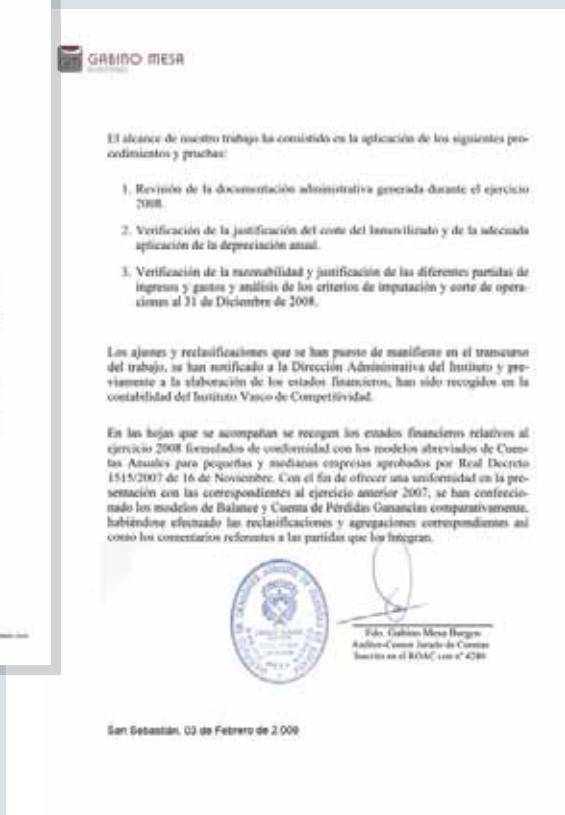 GABINO MESA
El alcance de nuestro trabajo ha consistido en la aplicación de los siguientes pro-
cedimientos y pruebas:
1. Revisión de la documentación administrativa generada durante el ejercicio
2008.
2. Verificación de la justificación del coste del Inmovilizado y de la adecuada
aplicación de la depreciación anual.
3. Verificación de la razonabilidad y justificación de las diferentes partidas de
ingresos y gastos y análisis de los criterios de imputación y corte de opera-
ciones al 31 de Diciembre de 2008.
Los ajustes y reclasificaciones que se han puesto de manifiesto en el transcurso
del trabajo, se han notificado a la Dirección Administrativa del Instituto y pre-
viamente a la elaboración de los estados financieros, han sido recogidos en la
contabilidad del Instituto Vasco de Competitividad.
En las hojas que se acompañan se recogen los estados financieros relativos al
ejercicio 2008 formulados de conformidad con los modelos abreviados de Cuen-
tas Anuales para pequeñas y medianas empresas aprobados por Real Decreto
1515/2007 de 16 de Noviembre. Con el fin de ofrecer una uniformidad en la pre-
sentación con las correspondientes al ejercicio anterior 2007, se han confeccio-
nado los modelos de Balance y Cuenta de Pérdidas Ganancias comparativamente,
habiéndose efectuado las reclasificaciones y agregaciones correspondientes así
como los comentarios referentes a las partidas que los integran.
Fdo. Gabino Mesa Burgos
Auditor-Censor Jurado de Cuentas
Inscrito en el ROAC con nº
San Sebastián, 03 de Febrero de 2.009